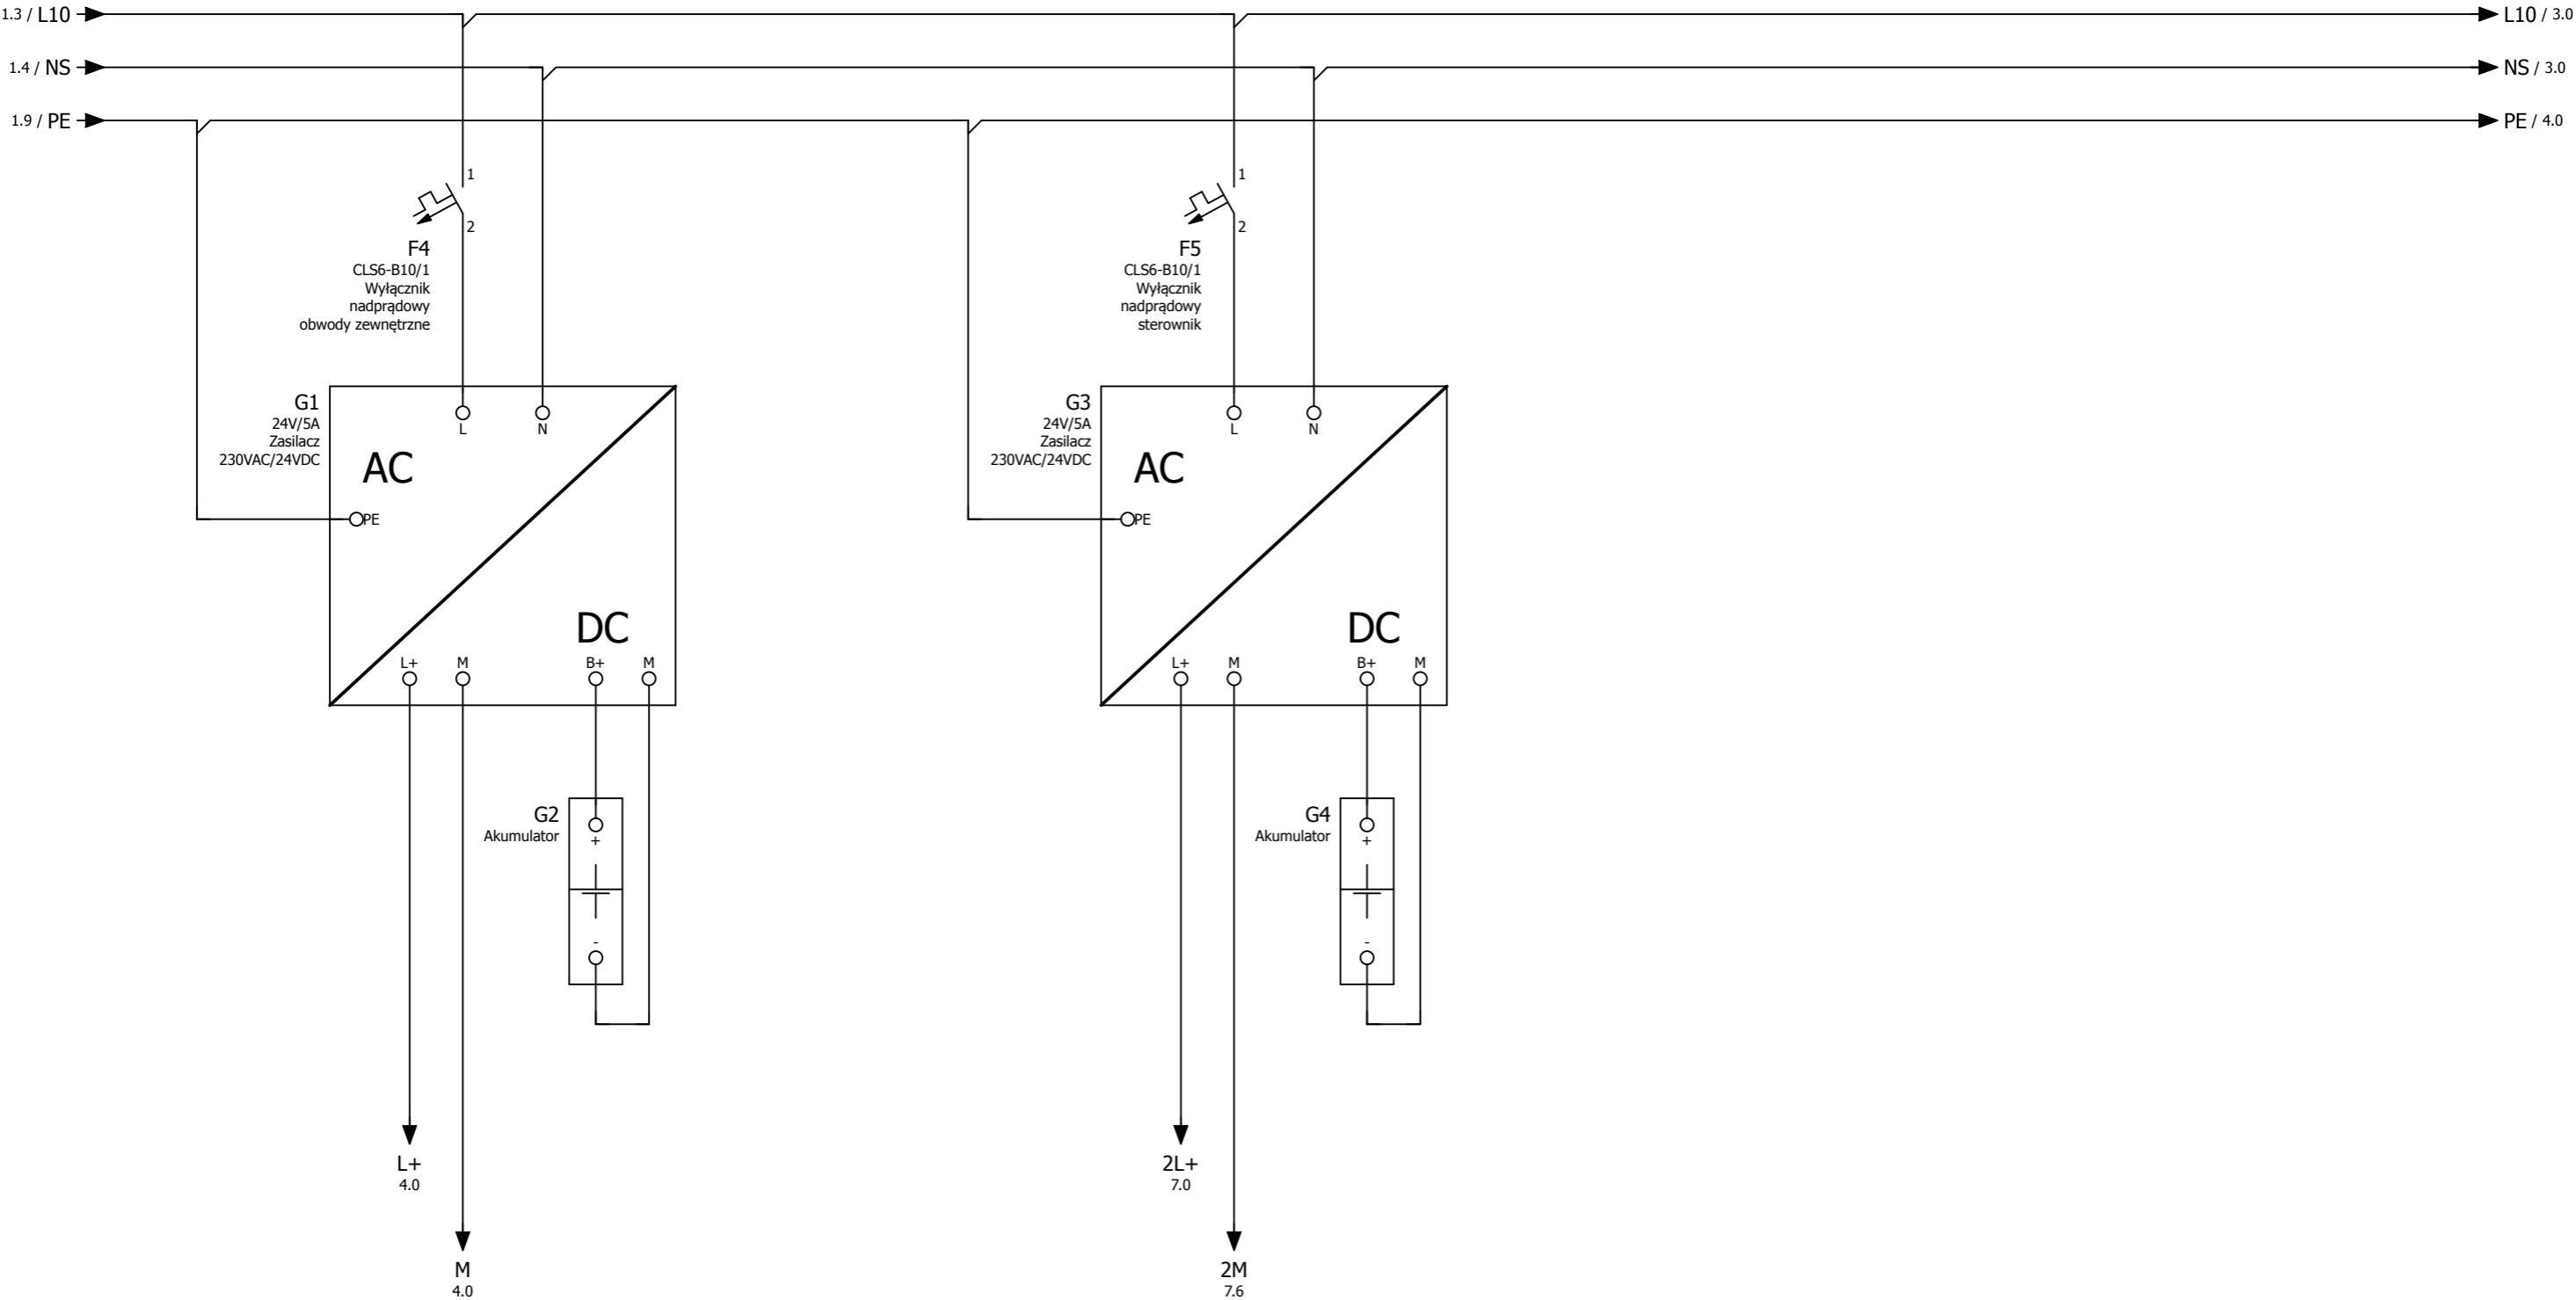 1.3 / L10
L10 / 3.0
1.4 / NS
NS / 3.0
1.9 / PE
PE / 4.0
1
2
F4
CLS6-B10/1
Wyłącznik
nadprądowy
obwody zewnętrzne
1
2
F5
CLS6-B10/1
Wyłącznik
nadprądowy
sterownik
G1
24V/5A
Zasilacz
230VAC/24VDC
L
N
AC
PE
DC
L+
M
B+
M
G3
24V/5A
Zasilacz
230VAC/24VDC
L
N
AC
PE
DC
L+
M
B+
M
G2
Akumulator
+
-
G4
Akumulator
+
-
L+
4.0
M
4.0
2L+
7.0
2M
7.6